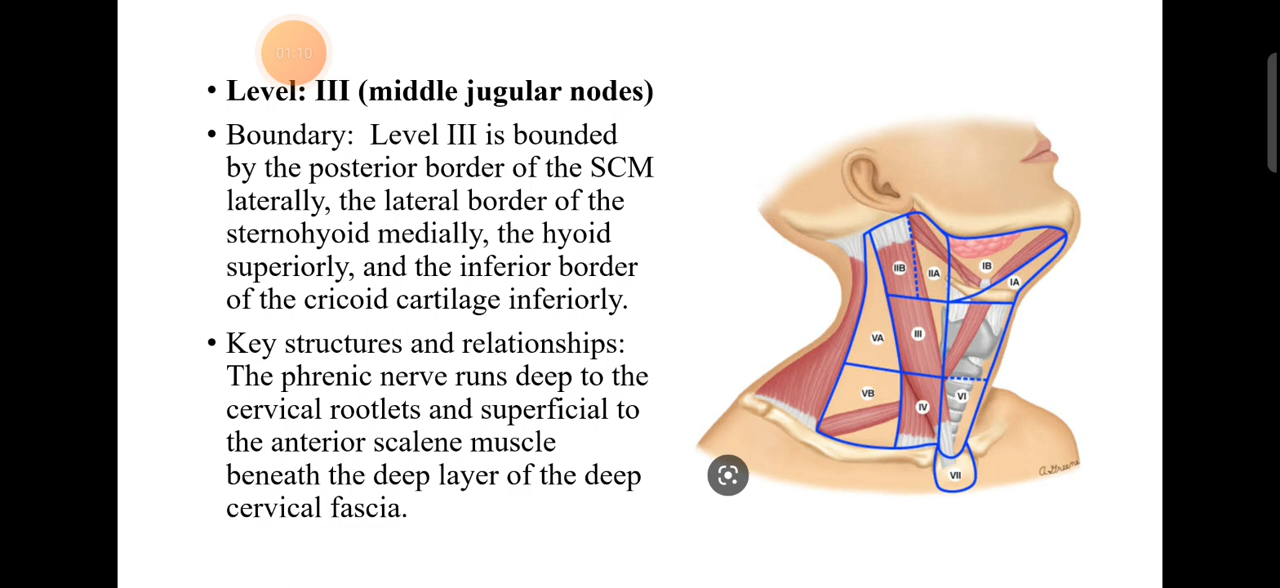 01:10
• Level: III (middle jugular nodes)
• Boundary: Level III is bounded
by the posterior border of the SCM
laterally, the lateral border of the
sternohyoid medially, the hyoid
superiorly, and the inferior border
of the cricoid cartilage inferiorly.
• Key structures and relationships:
The phrenic nerve runs deep to the
cervical rootlets and superficial to
the anterior scalene muscle
beneath the deep layer of the deep
cervical fascia.
IIB
IIA
IB
IA
VA
III
VB
IV
VI
VII
A.Greene